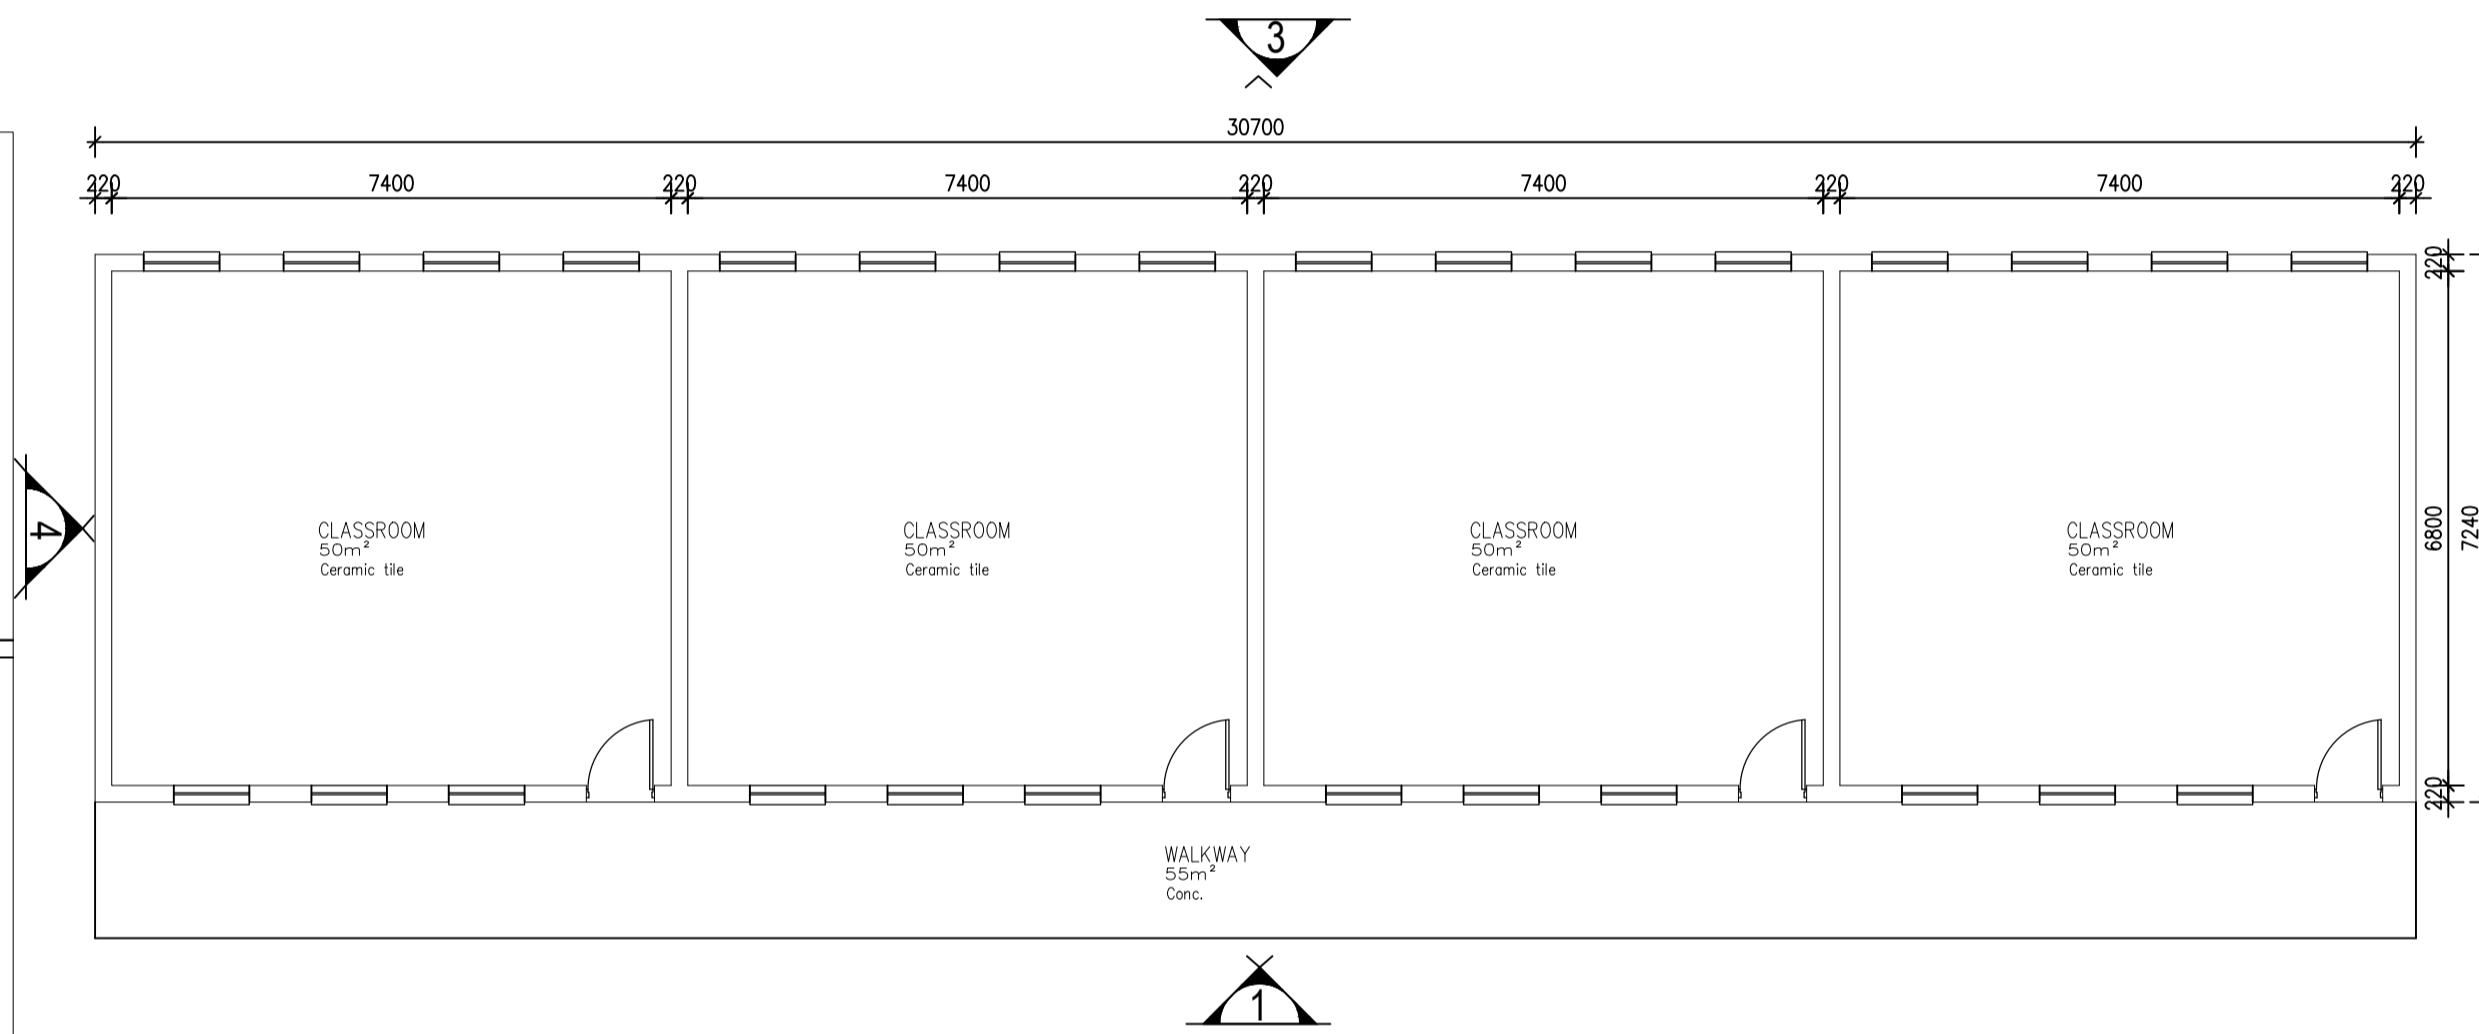 3
30700
220
7400
220
7400
220
7400
220
7400
220
220
6800
7240
220
4
CLASSROOM
50m²
Ceramic tile
CLASSROOM
50m²
Ceramic tile
CLASSROOM
50m²
Ceramic tile
CLASSROOM
50m²
Ceramic tile
WALKWAY
55m²
Conc.
1